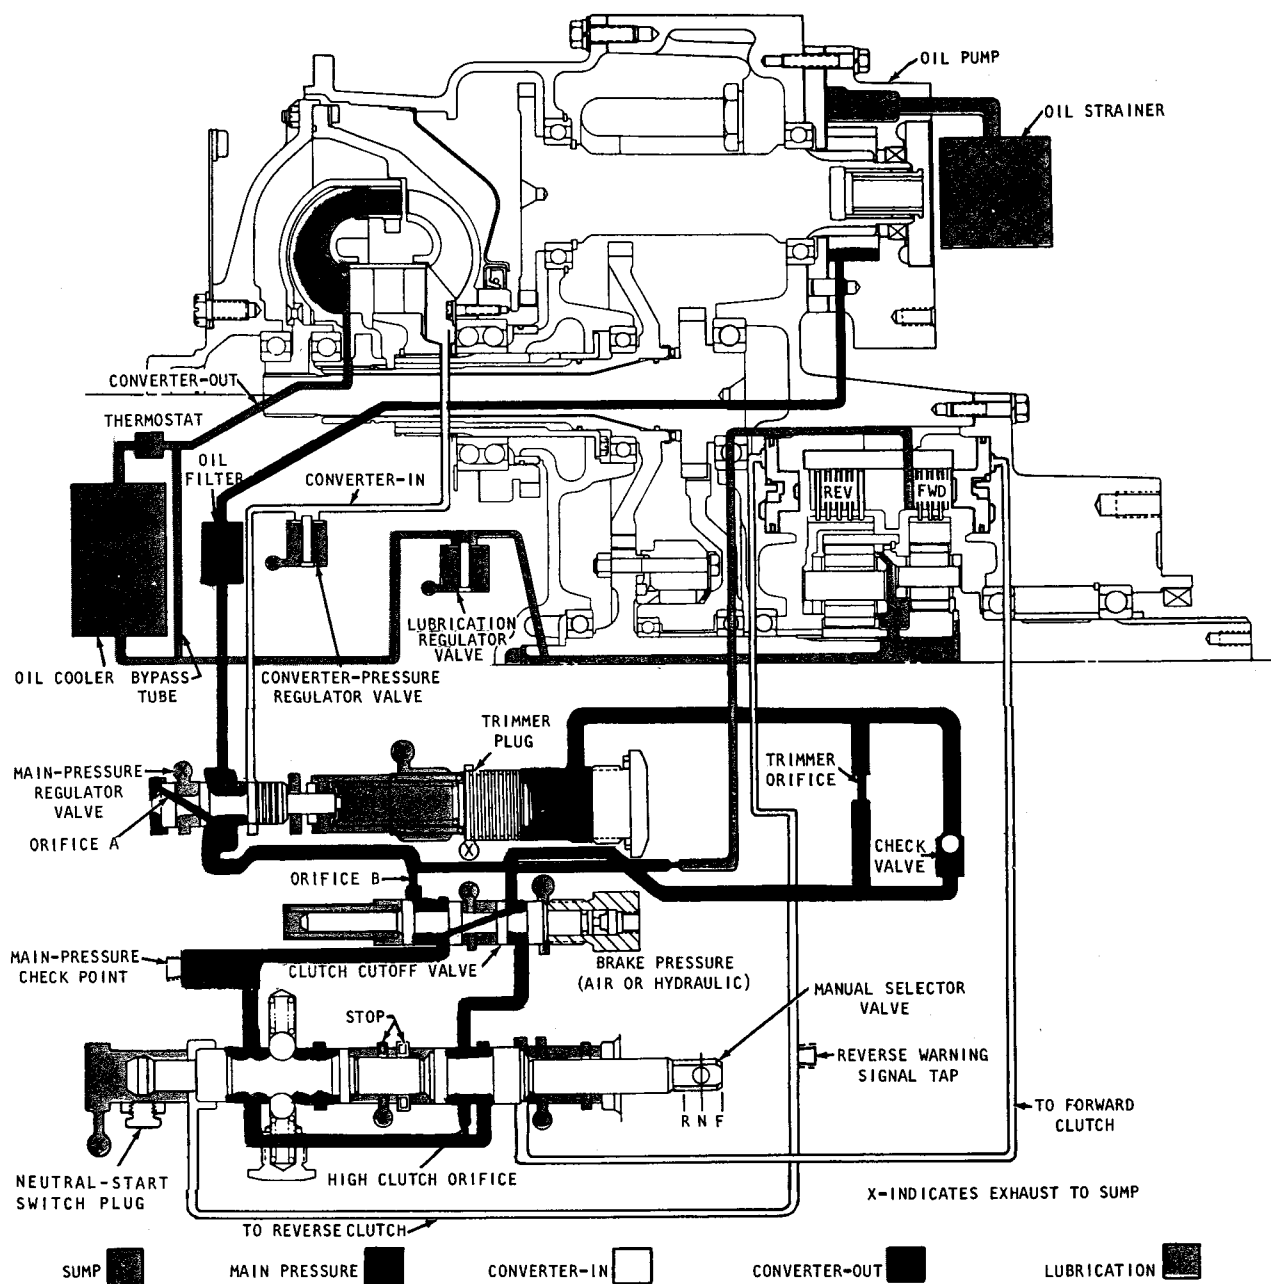 OIL PUMP
OIL STRAINER
CONVERTER-OUT
THERMOSTAT
OIL
FILTER
CONVERTER-IN
REV
FWD
LUBRICATION
REGULATOR
VALVE
OIL COOLER
BYPASS
TUBE
CONVERTER-PRESSURE
REGULATOR VALVE
TRIMMER
PLUG
MAIN-PRESSURE
REGULATOR
VALVE
TRIMMER
ORIFICE
ORIFICE A
X
CHECK
VALVE
ORIFICE B
MAIN-PRESSURE
CHECK POINT
CLUTCH CUTOFF VALVE
BRAKE PRESSURE
(AIR OR HYDRAULIC)
MANUAL SELECTOR
VALVE
STOP
REVERSE WARNING
SIGNAL TAP
R N F
TO FORWARD
CLUTCH
NEUTRAL-START
SWITCH PLUG
HIGH CLUTCH ORIFICE
X-INDICATES EXHAUST TO SUMP
TO REVERSE CLUTCH
SUMP
MAIN PRESSURE
CONVERTER-IN
CONVERTER-OUT
LUBRICATION